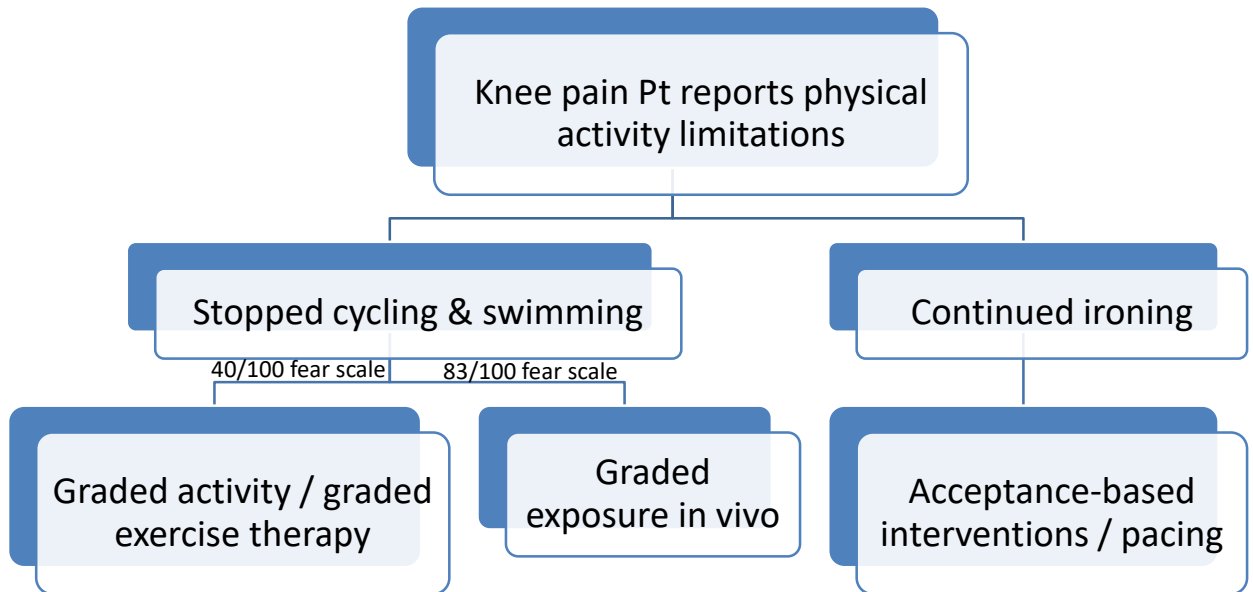 Knee pain Pt reports physical
activity limitations
Stopped cycling & swimming
Continued ironing
40/100 fear scale
83/100 fear scale
Graded activity / graded
exercise therapy
Graded
exposure in vivo
Acceptance-based
interventions / pacing